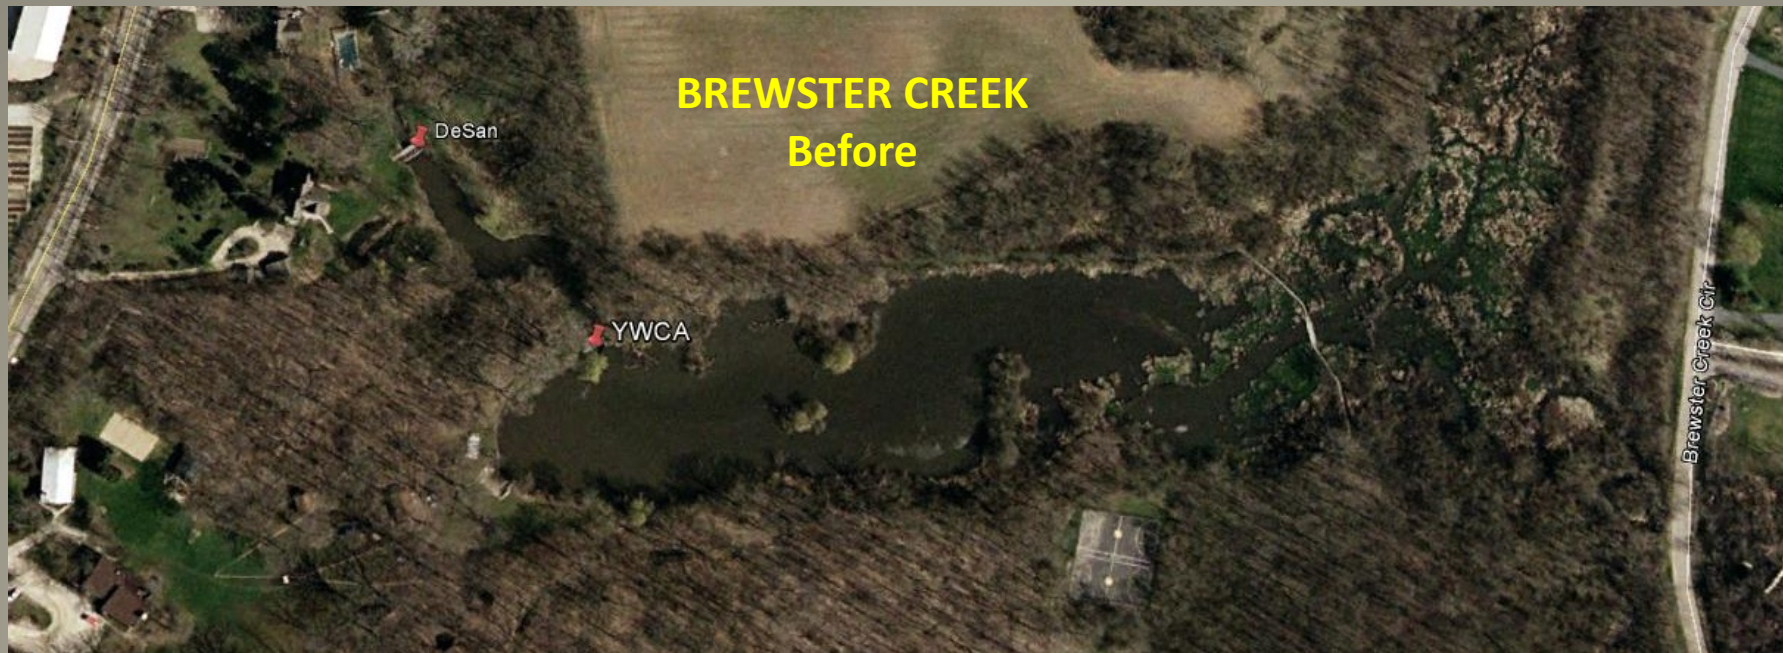 BREWSTER CREEK
Before
DeSan
YWCA
Brewster Creek Cir